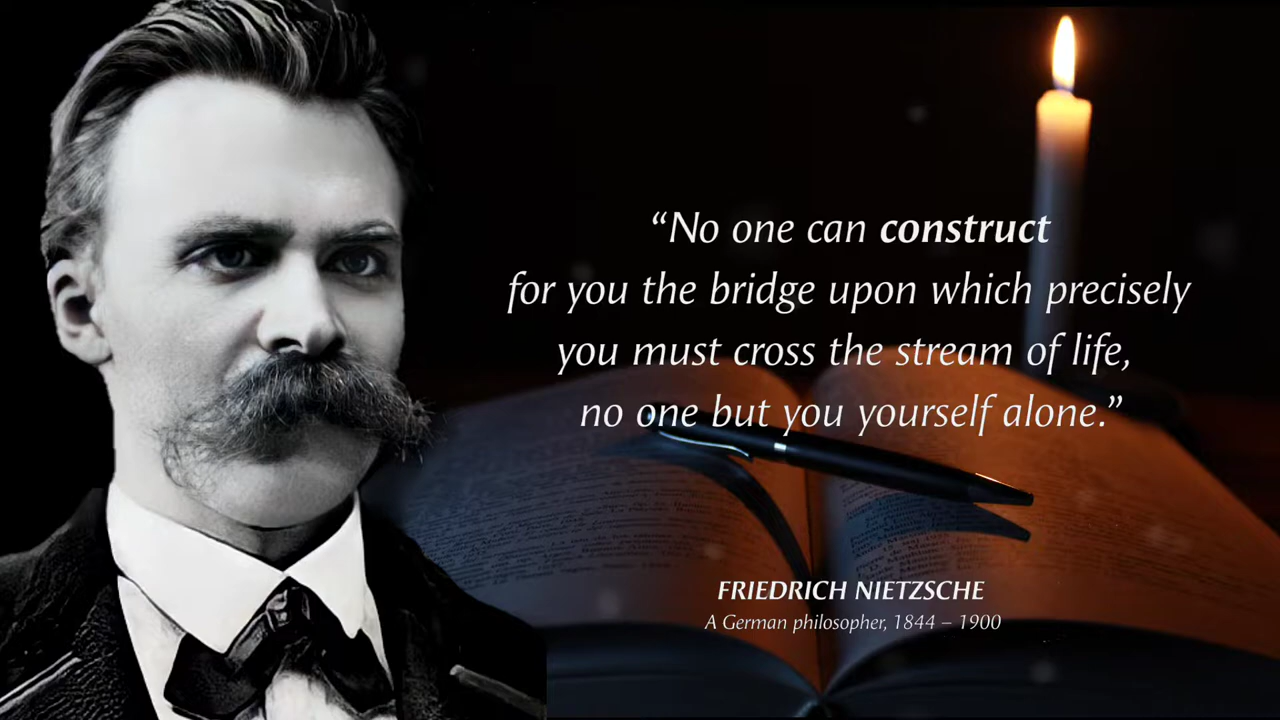 “No one can construct
for you the bridge upon which precisely
you must cross the stream of life,
no one but you yourself alone.”
FRIEDRICH NIETZSCHE
A German philosopher, 1844 – 1900